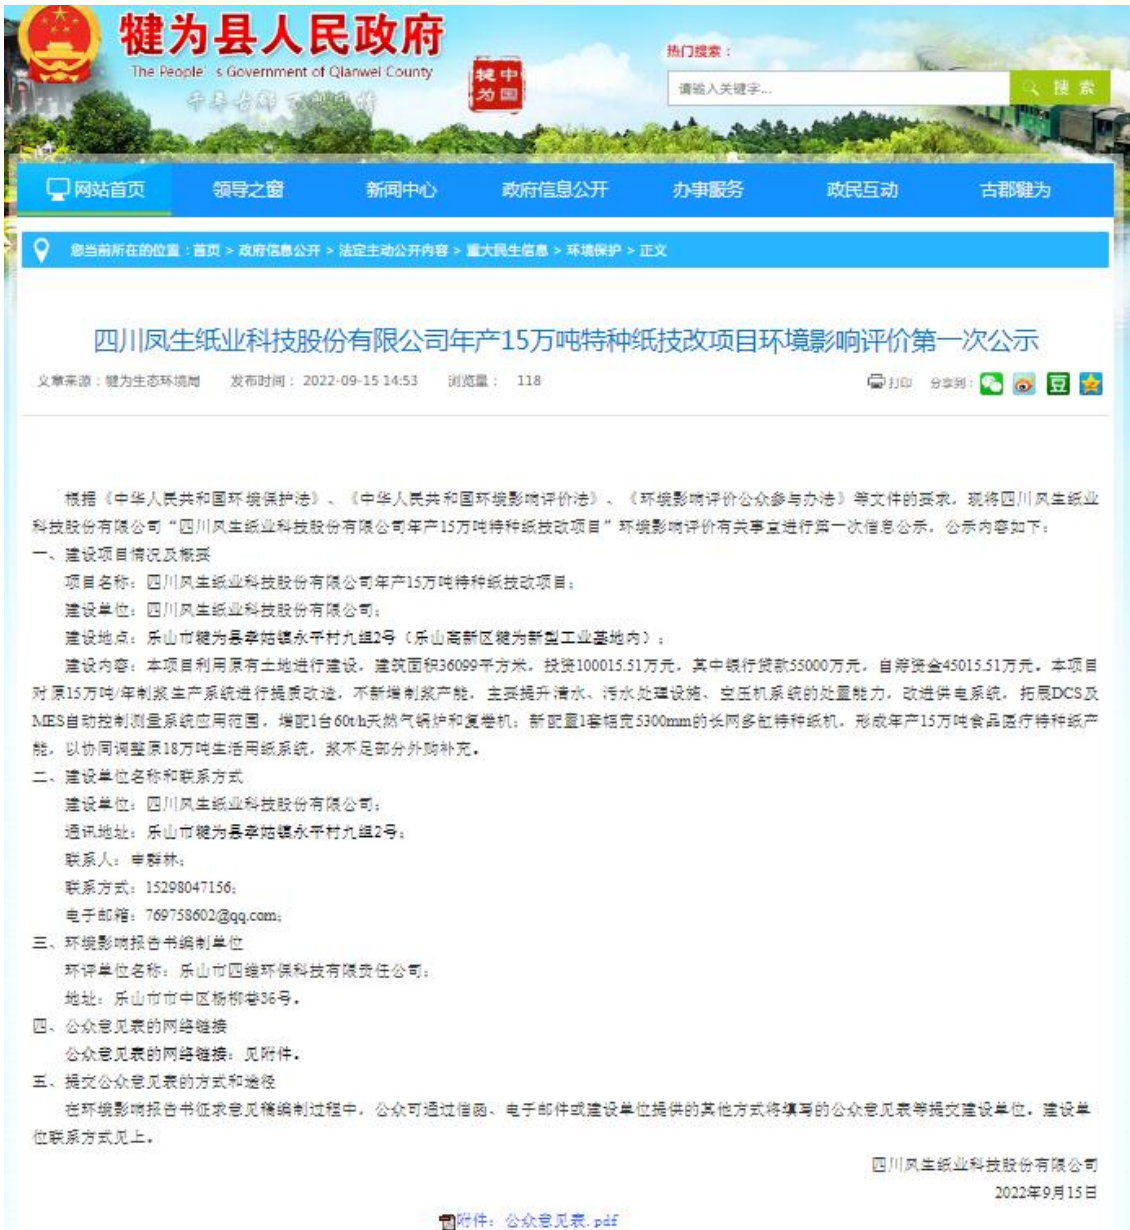 犍为县人民政府
The People's Government of Qianwei County
千年古郡
犍为
中国
热门搜索：
请输入关键字...
搜 索
网站首页 领导之窗 新闻中心 政府信息公开 办事服务 政民互动 古郡犍为
您当前所在的位置：首页 > 政府信息公开 > 法定主动公开内容 > 重大民生信息 > 环境保护 > 正文
四川凤生纸业科技股份有限公司年产15万吨特种纸技改项目环境影响评价第一次公示
文章来源：犍为生态环境局 发布时间： 2022-09-15 14:53 浏览量： 118
打印 分享到：
豆
根据《中华人民共和国环境保护法》、《中华人民共和国环境影响评价法》、《环境影响评价公众参与办法》等文件的要求，现将四川凤生纸业
科技股份有限公司“四川凤生纸业科技股份有限公司年产15万吨特种纸技改项目”环境影响评价有关事宜进行第一次信息公示，公示内容如下：
一、建设项目情况及概要
项目名称：四川凤生纸业科技股份有限公司年产15万吨特种纸技改项目；
建设单位：四川凤生纸业科技股份有限公司；
建设地点：乐山市犍为县孝姑镇永平村九组2号（乐山高新区犍为新型工业基地内）；
建设内容：本项目利用原有土地进行建设，建筑面积36099平方米，投资100015.51万元，其中银行贷款55000万元，自筹资金45015.51万元。本项目
对原15万吨/年制浆生产系统进行提质改造，不新增制浆产能，主要提升清水、污水处理设施、空压机系统的处置能力，改进供电系统，拓展DCS及
MES自动控制测量系统应用范围，增配1台60t/h天然气锅炉和复卷机；新配置1套幅宽5300mm的长网多缸特种纸机，形成年产15万吨食品医疗特种纸产
能，以协同调整原18万吨生活用纸系统，浆不足部分外购补充。
二、建设单位名称和联系方式
建设单位：四川凤生纸业科技股份有限公司；
通讯地址：乐山市犍为县孝姑镇永平村九组2号；
联系人：申群林；
联系方式：15298047156；
电子邮箱：769758602@qq.com；
三、环境影响报告书编制单位
环评单位名称：乐山市四维环保科技有限责任公司；
地址：乐山市市中区杨柳巷36号。
四、公众意见表的网络链接
公众意见表的网络链接：见附件。
五、提交公众意见表的方式和途径
在环境影响报告书征求意见稿编制过程中，公众可通过信函、电子邮件或建设单位提供的其他方式将填写的公众意见表等提交建设单位，建设单
位联系方式见上。
四川凤生纸业科技股份有限公司
2022年9月15日
附件：公众意见表.pdf